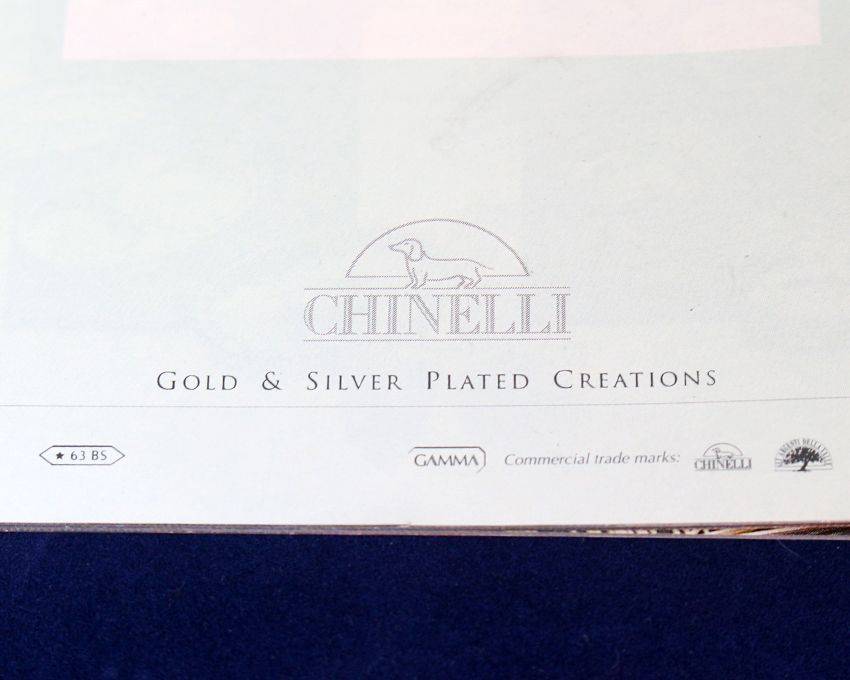 CHINELLI
GOLD & SILVER PLATED CREATIONS
★ 63 BS
GAMMA Commercial trade marks: CHINELLI